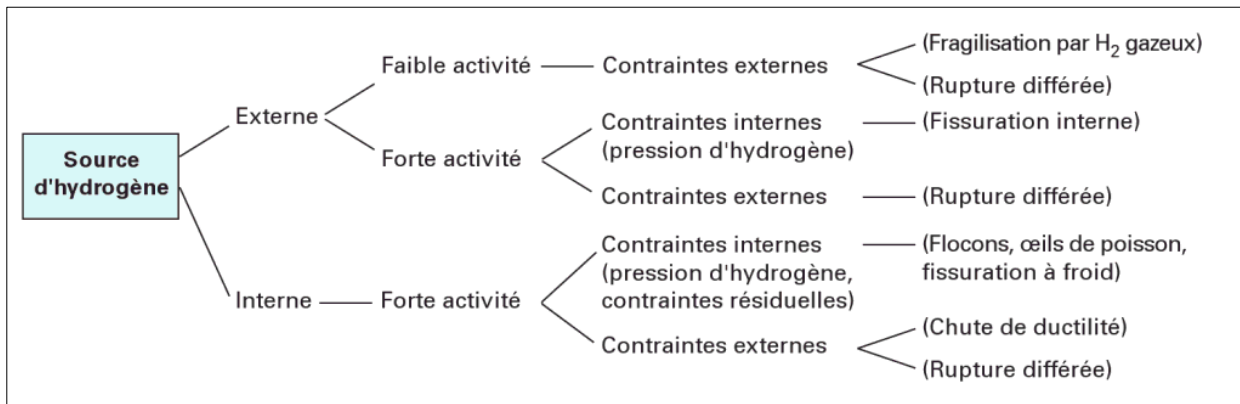 (Fragilisation par H2 gazeux)
Faible activité
Contraintes externes
(Rupture différée)
Externe
Contraintes internes
(pression d'hydrogène)
(Fissuration interne)
Forte activité
Source
d'hydrogène
Contraintes externes
(Rupture différée)
Contraintes internes
(pression d'hydrogène,
contraintes résiduelles)
(Flocons, œils de poisson,
fissuration à froid)
Interne
Forte activité
(Chute de ductilité)
Contraintes externes
(Rupture différée)